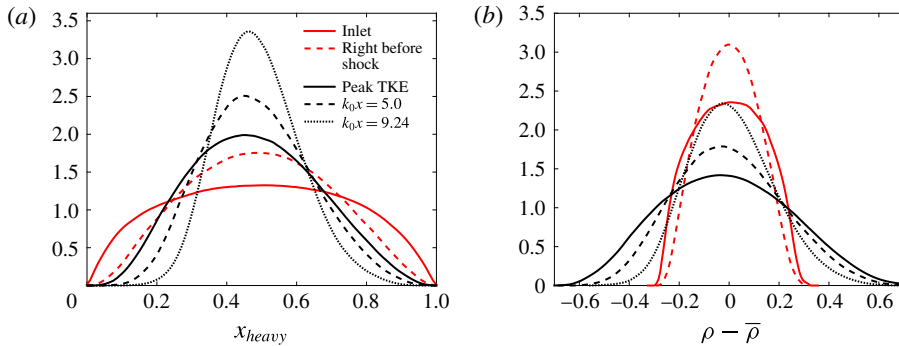 (a)
3.5
3.0
2.5
2.0
1.5
1.0
0.5
0
0.2
0.4
0.6
0.8
1.0
x_heavy
Inlet
Right before
shock
Peak TKE
k₀x = 5.0
k₀x = 9.24
(b)
3.5
3.0
2.5
2.0
1.5
1.0
0.5
−0.6
−0.4
−0.2
0
0.2
0.4
0.6
ρ − ρ̅